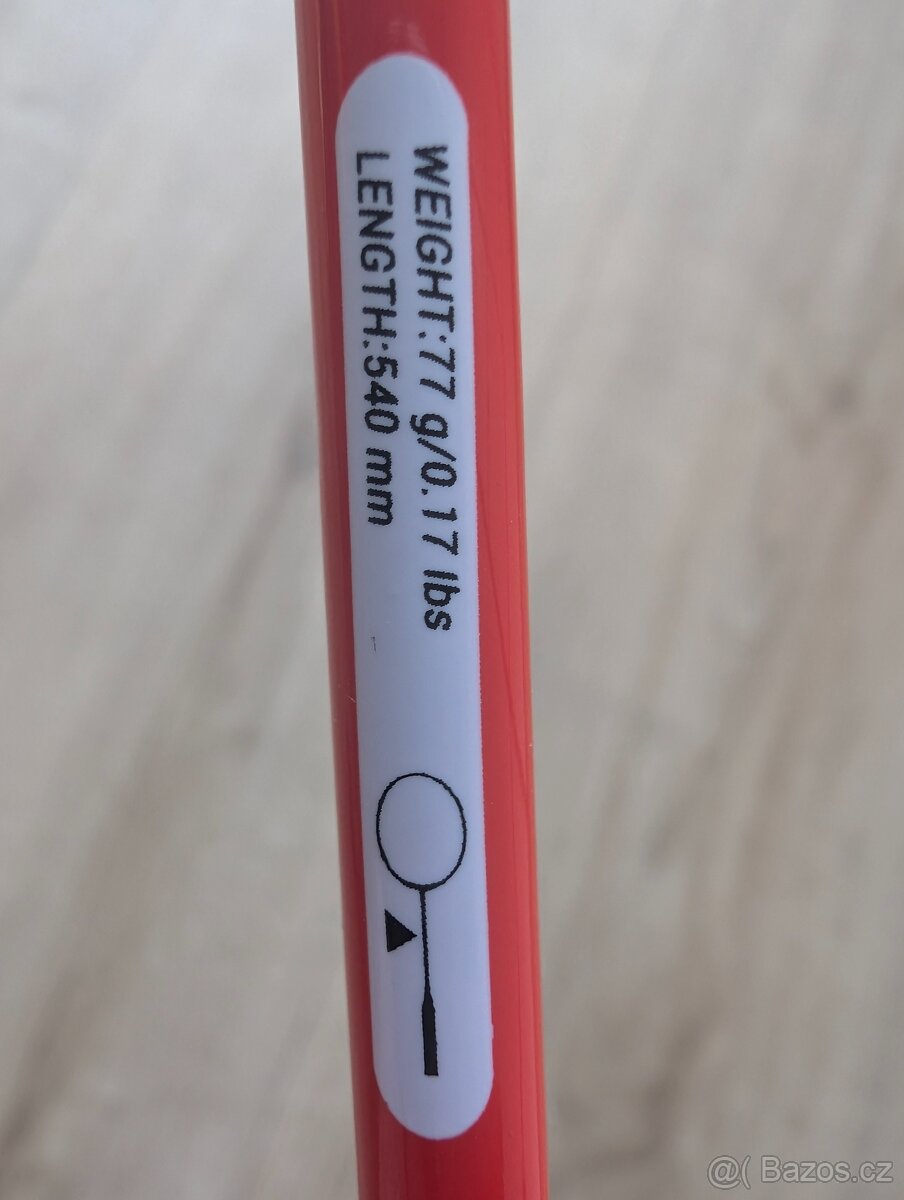 WEIGHT:77 g/0.17 lbs
LENGTH:540 mm
@( Bazos.cz